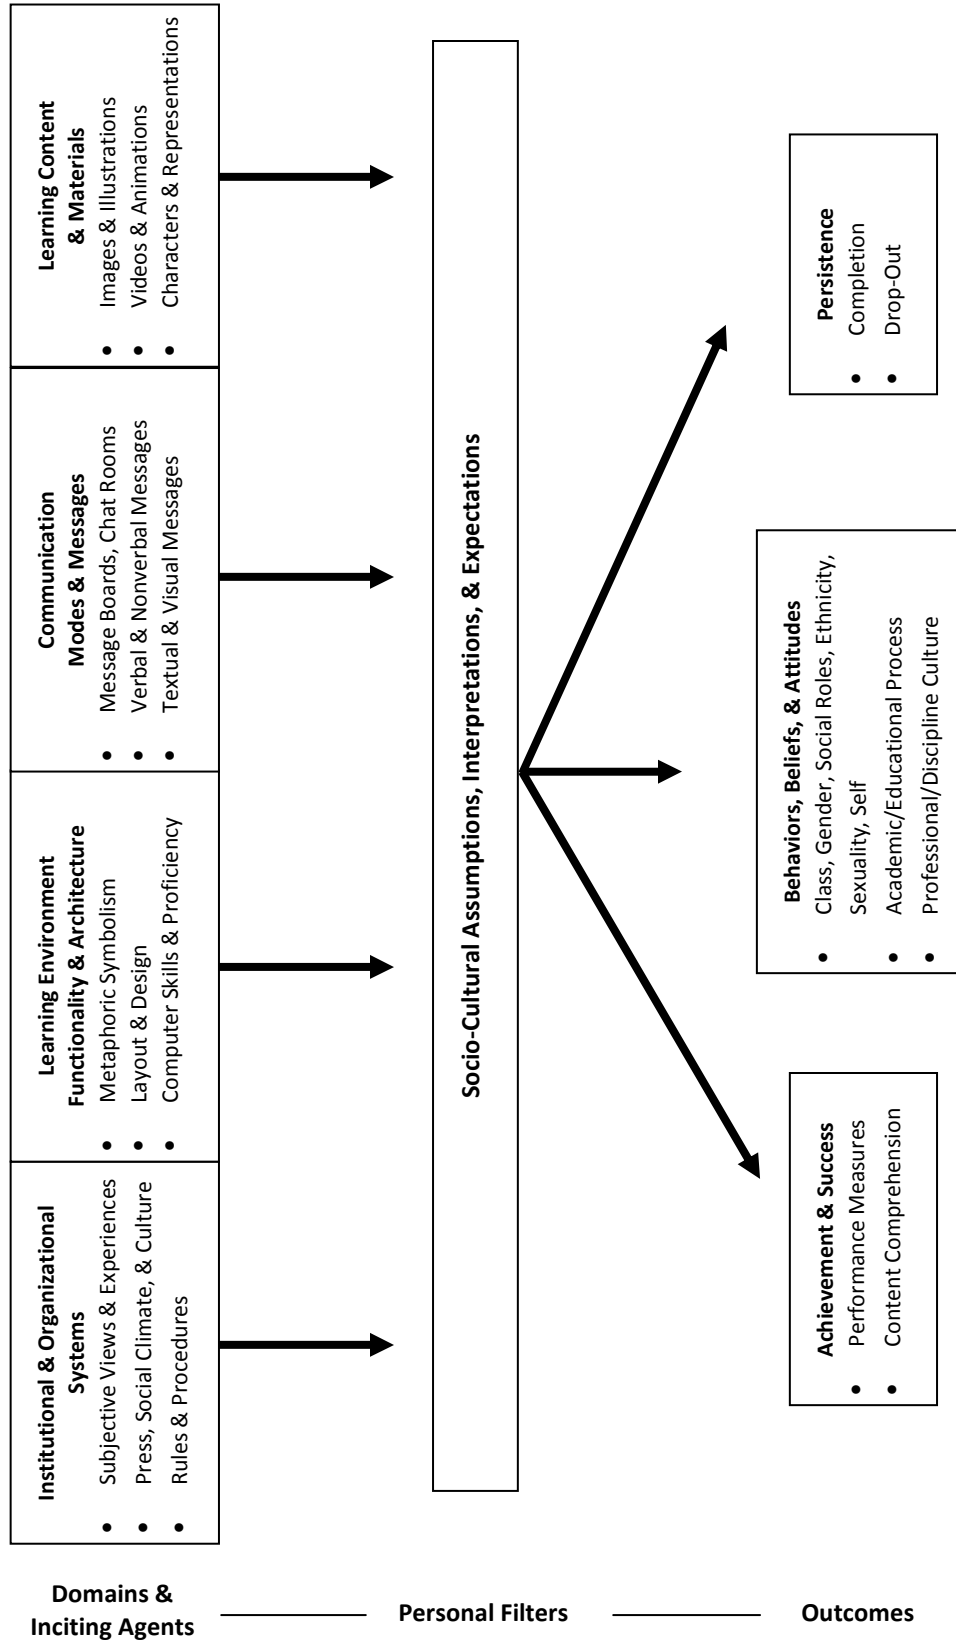 Institutional & Organizational
Systems
• Subjective Views & Experiences
• Press, Social Climate, & Culture
• Rules & Procedures
Learning Environment
Functionality & Architecture
• Metaphoric Symbolism
• Layout & Design
• Computer Skills & Proficiency
Communication
Modes & Messages
• Message Boards, Chat Rooms
• Verbal & Nonverbal Messages
• Textual & Visual Messages
Learning Content
& Materials
• Images & Illustrations
• Videos & Animations
• Characters & Representations
Socio-Cultural Assumptions, Interpretations, & Expectations
Achievement & Success
• Performance Measures
• Content Comprehension
Behaviors, Beliefs, & Attitudes
• Class, Gender, Social Roles, Ethnicity,
Sexuality, Self
• Academic/Educational Process
• Professional/Discipline Culture
Persistence
• Completion
• Drop-Out
Domains &
Inciting Agents
Personal Filters
Outcomes